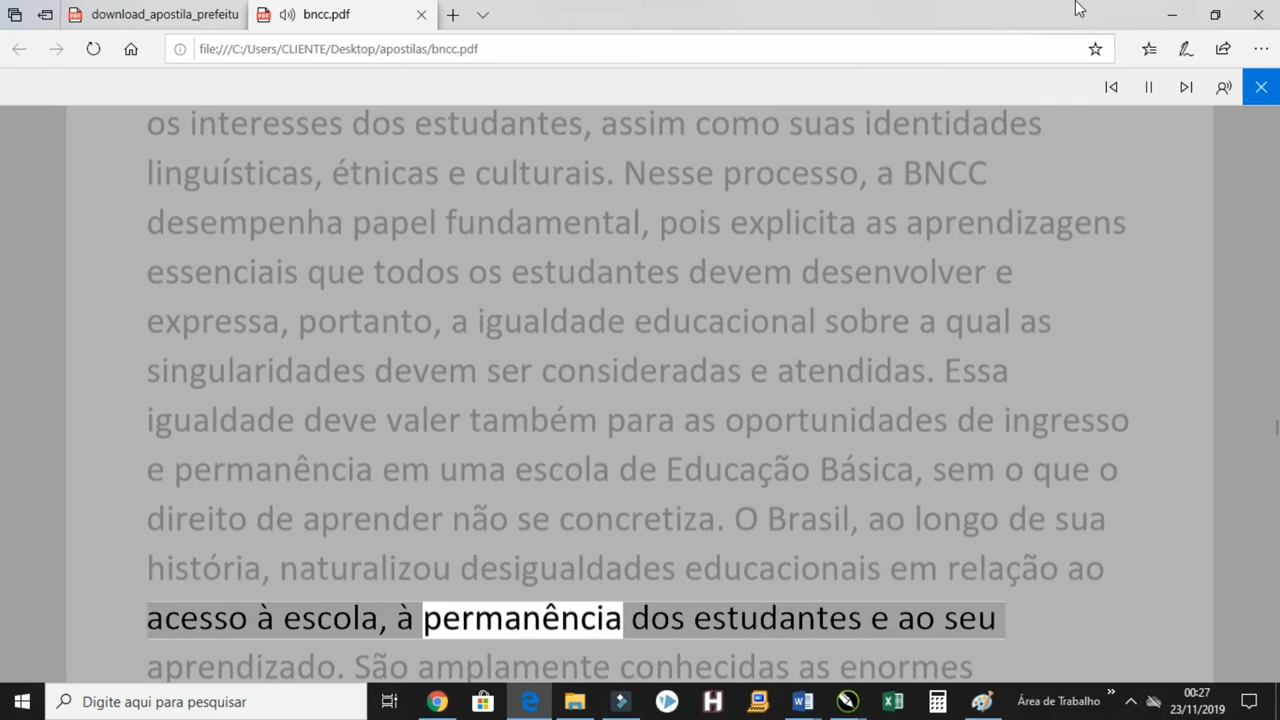 download_apostila_prefeitu
bncc.pdf
file:///C:/Users/CLIENTE/Desktop/apostilas/bncc.pdf
os interesses dos estudantes, assim como suas identidades
linguísticas, étnicas e culturais. Nesse processo, a BNCC
desempenha papel fundamental, pois explicita as aprendizagens
essenciais que todos os estudantes devem desenvolver e
expressa, portanto, a igualdade educacional sobre a qual as
singularidades devem ser consideradas e atendidas. Essa
igualdade deve valer também para as oportunidades de ingresso
e permanência em uma escola de Educação Básica, sem o que o
direito de aprender não se concretiza. O Brasil, ao longo de sua
história, naturalizou desigualdades educacionais em relação ao
acesso à escola, à permanência dos estudantes e ao seu
aprendizado. São amplamente conhecidas as enormes
Digite aqui para pesquisar
Área de Trabalho
00:27
23/11/2019